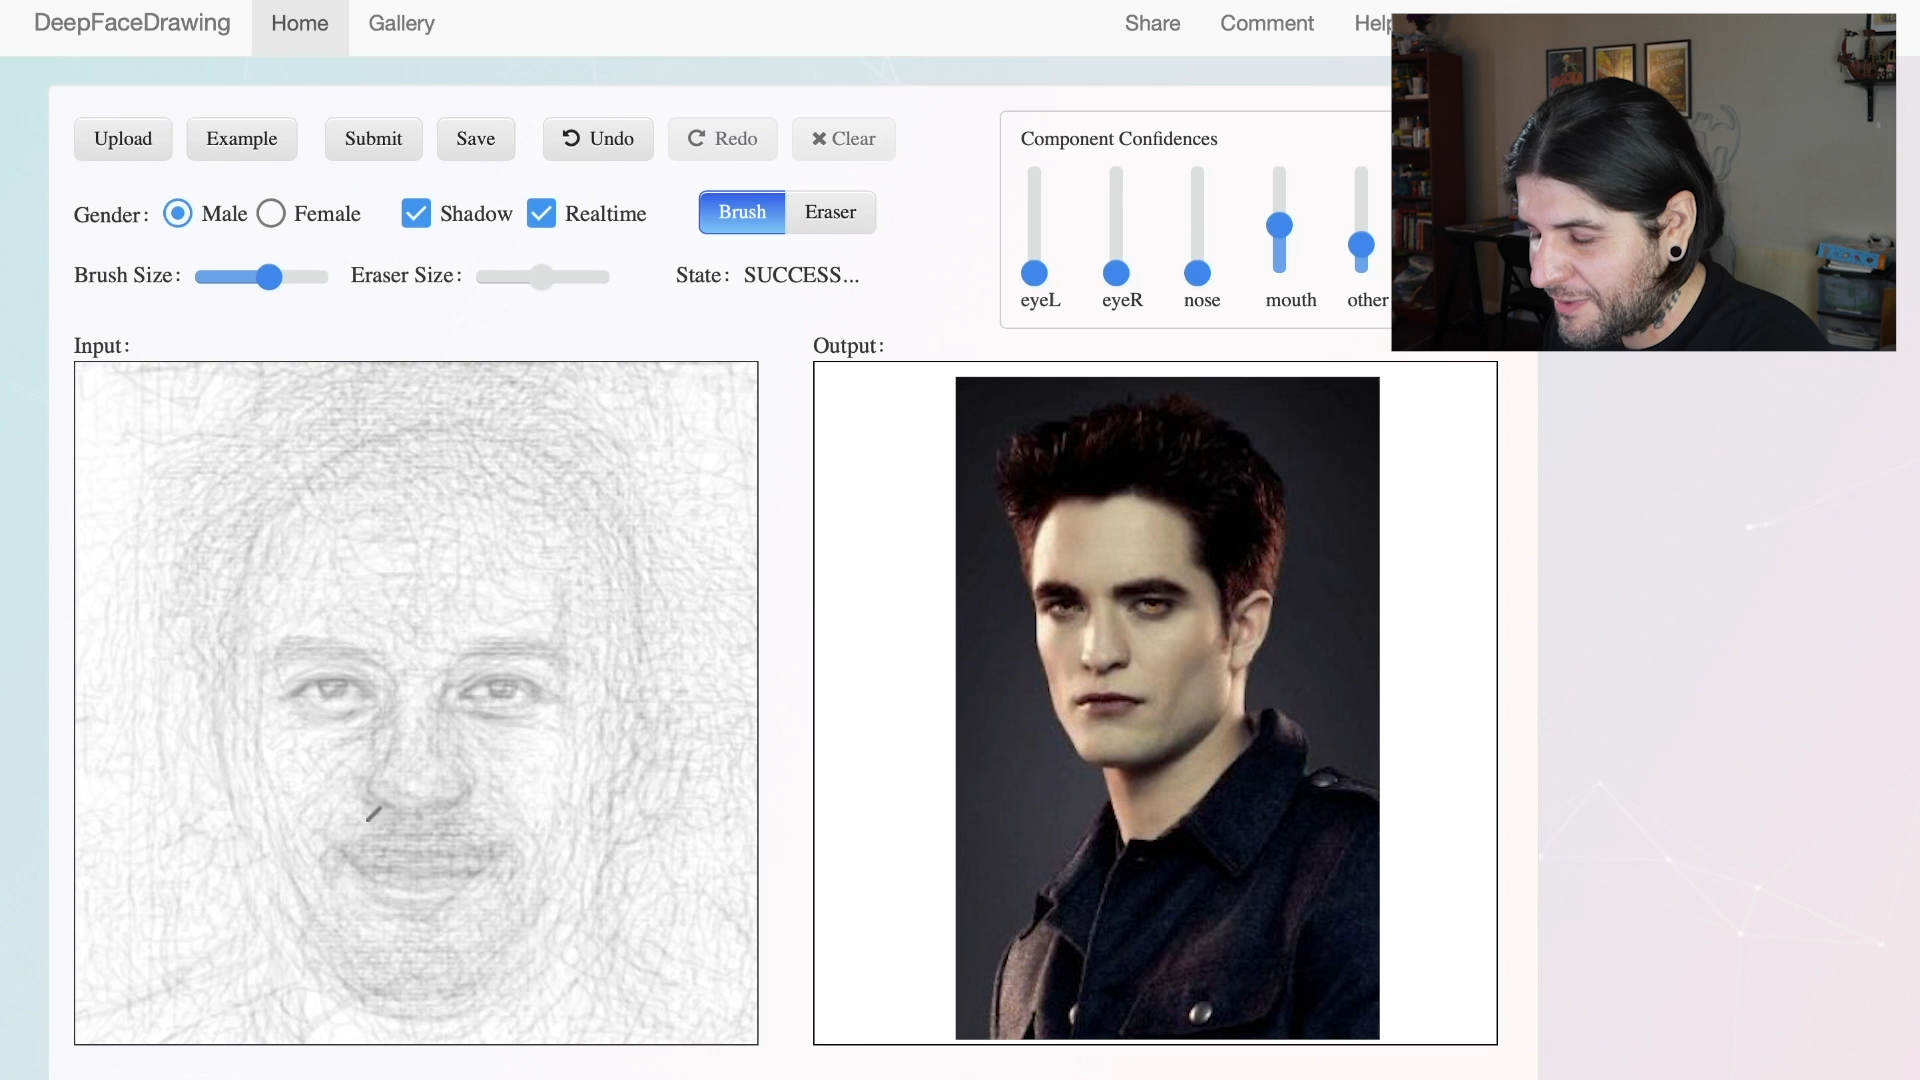 DeepFaceDrawing Home Gallery Share Comment Help
Upload Example Submit Save Undo Redo Clear
Component Confidences
Gender: Male Female Shadow Realtime Brush Eraser
Brush Size: Eraser Size: State: SUCCESS...
eyeL eyeR nose mouth other
Input: Output: